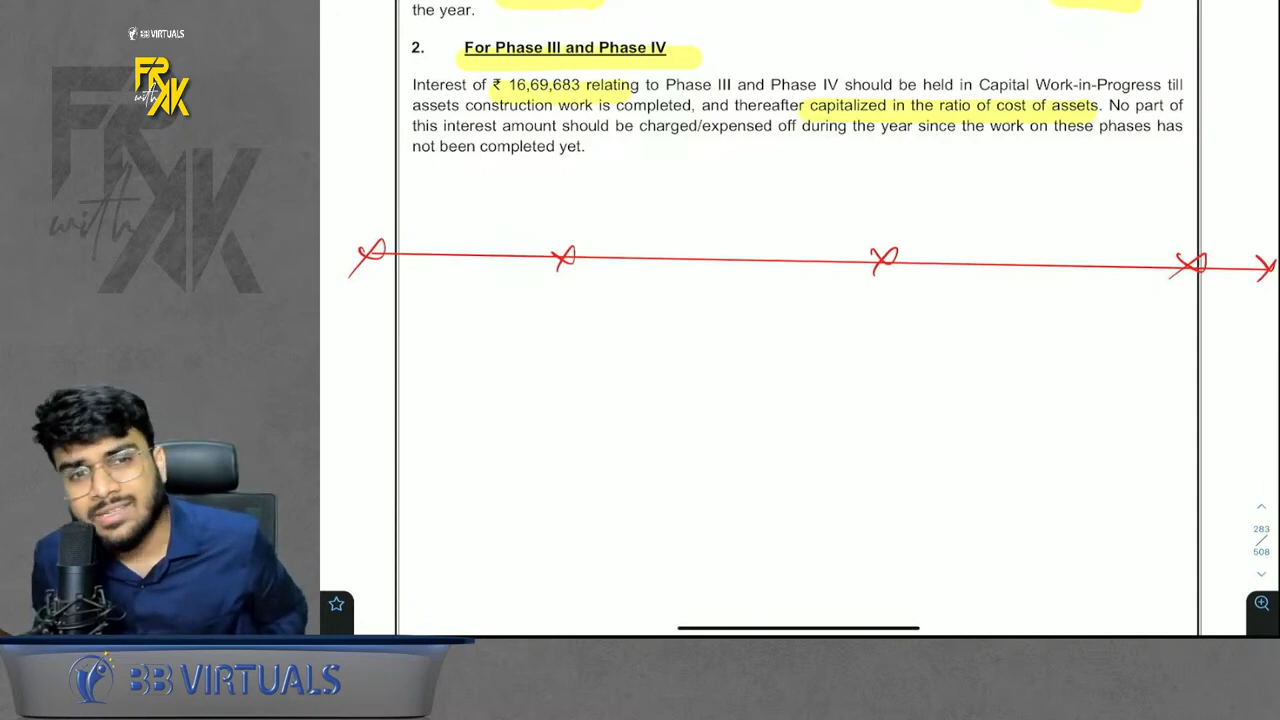 the year.
BB VIRTUALS
FR
with
AK
2. For Phase III and Phase IV
Interest of ₹ 16,69,683 relating to Phase III and Phase IV should be held in Capital Work-in-Progress till
assets construction work is completed, and thereafter capitalized in the ratio of cost of assets. No part of
this interest amount should be charged/expensed off during the year since the work on these phases has
not been completed yet.
FR
with
AK
283
/
508
BB VIRTUALS